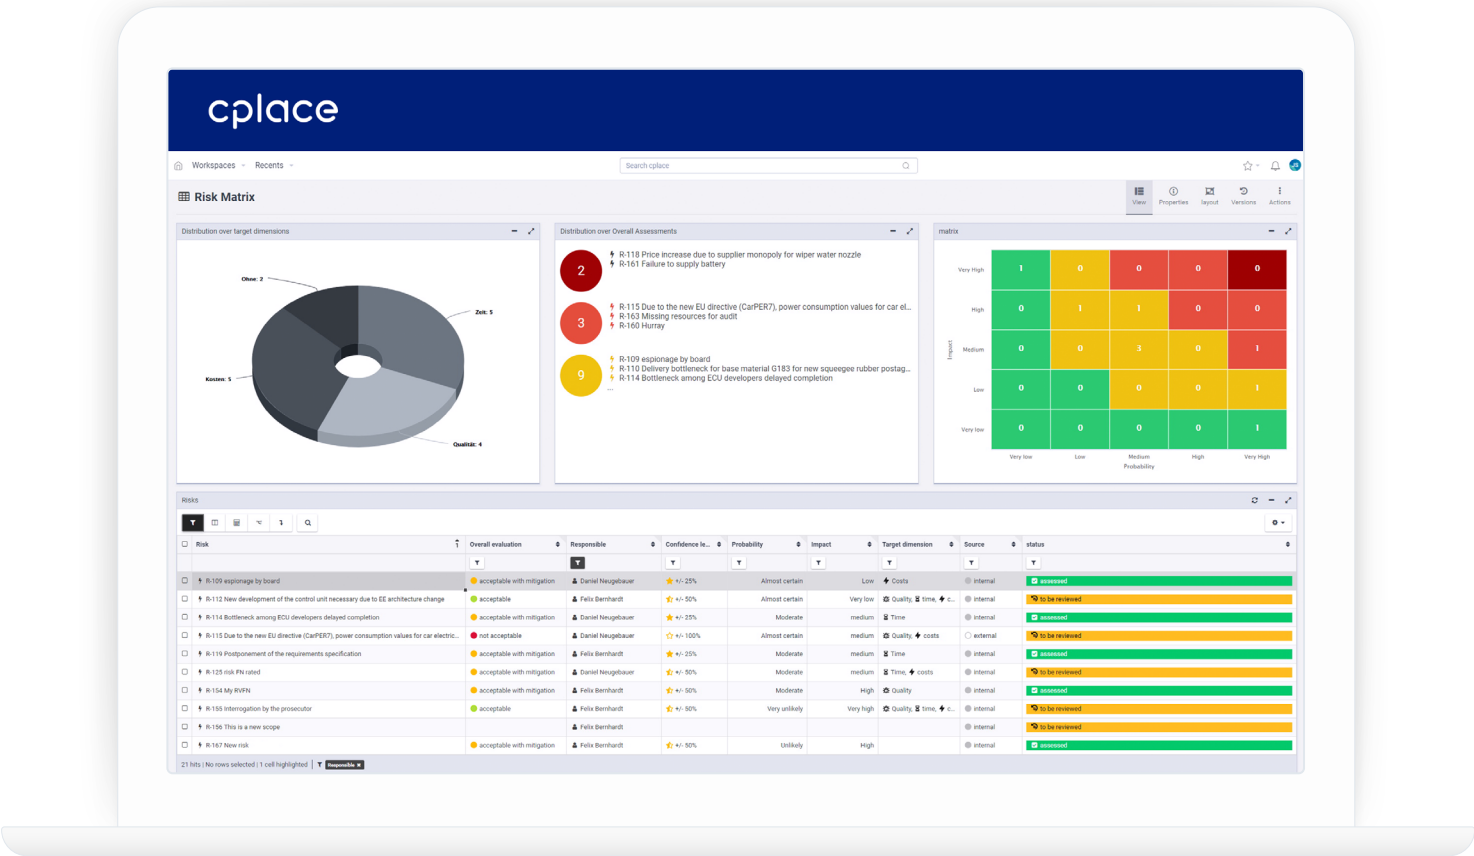 cplace
Workspaces
Recents
Search cplace
JS
Risk Matrix
View
Properties
layout
Versions
Actions
Distribution over target dimensions
Ohne: 2
Zeit: 5
Kosten: 5
Qualität: 4
Distribution over Overall Assessments
2
R-118 Price increase due to supplier monopoly for wiper water nozzle
R-161 Failure to supply battery
3
R-115 Due to the new EU directive (CarPER7), power consumption values for car el...
R-163 Missing resources for audit
R-160 Hurray
9
R-109 espionage by board
R-110 Delivery bottleneck for base material G183 for new squeegee rubber postag...
R-114 Bottleneck among ECU developers delayed completion
...
matrix
Impact
Very High 1 0 0 0 0
High 0 1 1 0 0
Medium 0 0 3 0 1
Low 0 0 0 0 1
Very low 0 0 0 0 1
Very low Low Medium High Very High
Probability
Risks
Risk 1 Overall evaluation Responsible Confidence le... Probability Impact Target dimension Source status
R-109 espionage by board acceptable with mitigation Daniel Neugebauer +/- 25% Almost certain Low Costs internal assessed
R-112 New development of the control unit necessary due to EE architecture change acceptable Felix Bernhardt +/- 50% Almost certain Very low Quality, time, c... internal to be reviewed
R-114 Bottleneck among ECU developers delayed completion acceptable with mitigation Daniel Neugebauer +/- 25% Moderate medium Time internal assessed
R-115 Due to the new EU directive (CarPER7), power consumption values for car electric... not acceptable Daniel Neugebauer +/- 100% Almost certain medium Quality, costs external to be reviewed
R-119 Postponement of the requirements specification acceptable with mitigation Felix Bernhardt +/- 25% Moderate medium Time internal assessed
R-125 risk FN rated acceptable with mitigation Daniel Neugebauer +/- 50% Moderate medium Time, costs internal to be reviewed
R-154 My RVFN acceptable with mitigation Felix Bernhardt +/- 50% Moderate High Quality internal assessed
R-155 Interrogation by the prosecutor acceptable Felix Bernhardt +/- 50% Very unlikely Very high Quality, time, c... internal to be reviewed
R-156 This is a new scope Felix Bernhardt internal to be reviewed
R-167 New risk acceptable with mitigation Felix Bernhardt +/- 50% Unlikely High internal assessed
21 hits | No rows selected | 1 cell highlighted | Responsible ×